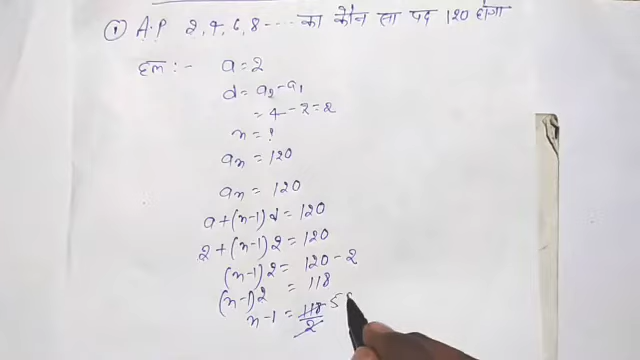 ① A.P 2, 4, 6, 8 ---- का कौन सा पद 120 होगा
हल :- a = 2
d = a₂ - a₁
= 4 - 2 = 2
n = ?
aₙ = 120
aₙ = 120
a + (n-1) d = 120
2 + (n-1) 2 = 120
(n-1) 2 = 120 - 2
(n-1) 2 = 118
n-1 = 118/2 5